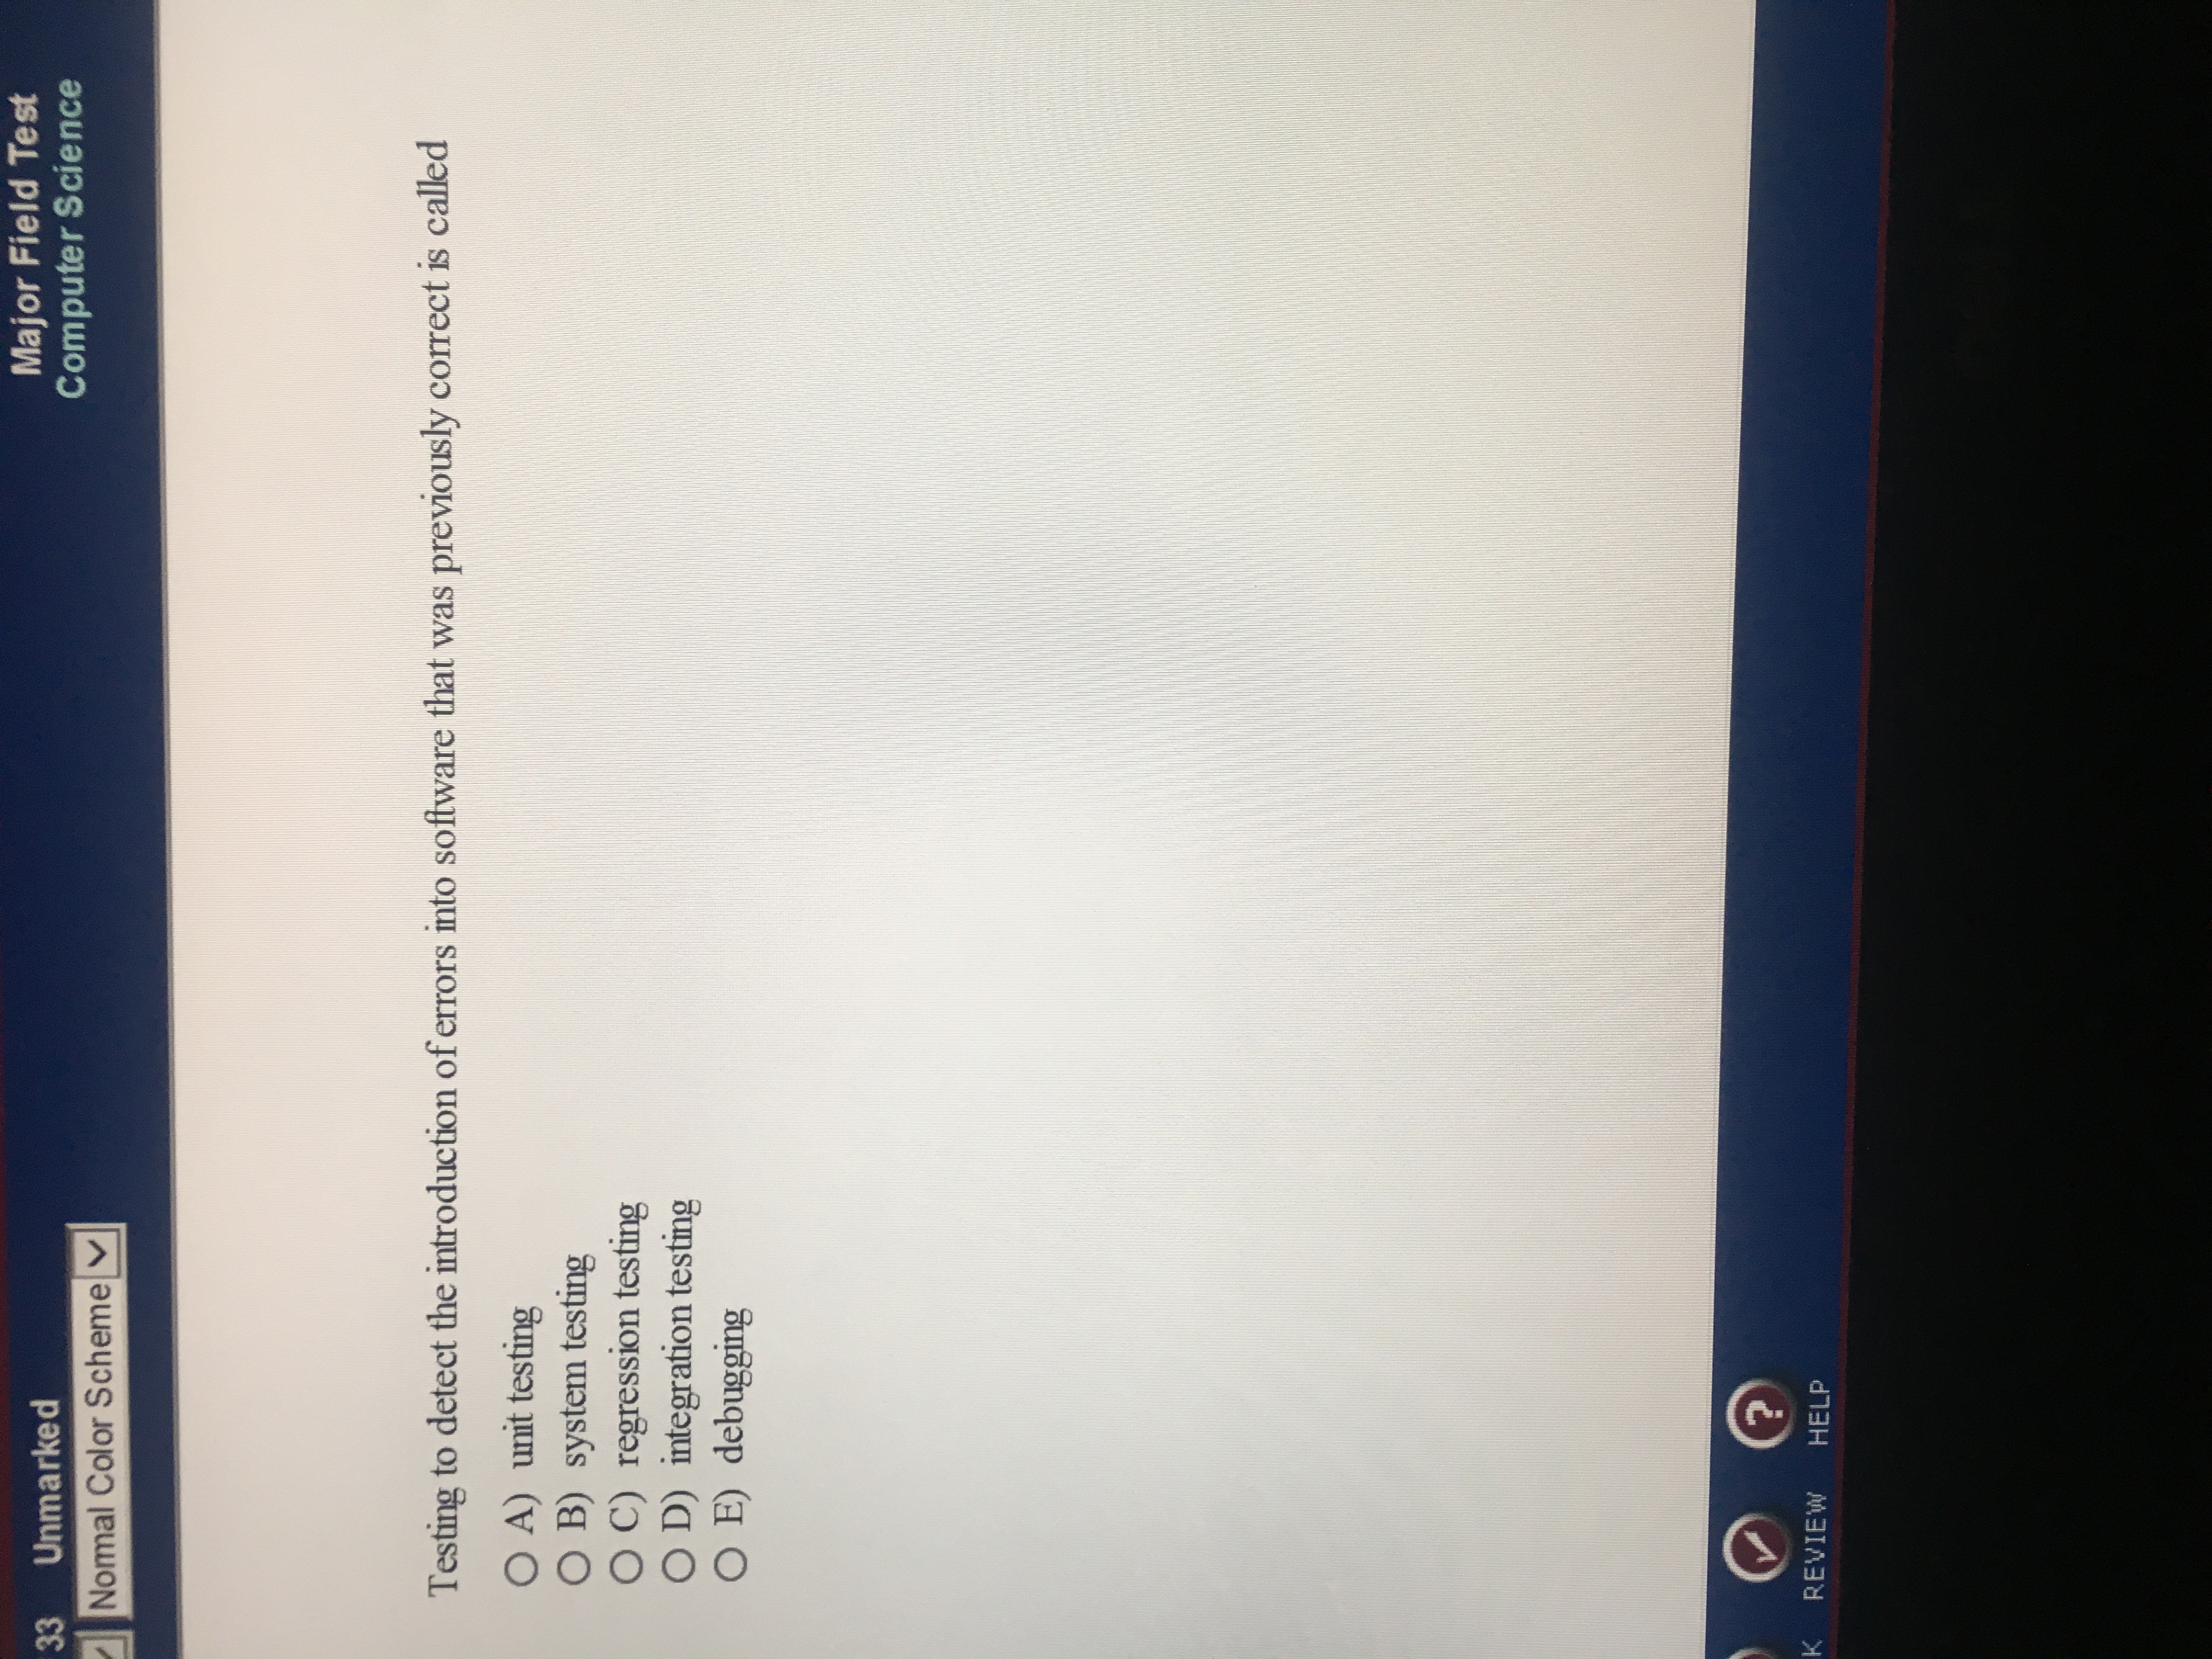 33 Unmarked
Major Field Test
Computer Science
Normal Color Scheme
Testing to detect the introduction of errors into software that was previously correct is called
A) unit testing
B) system testing
C) regression testing
D) integration testing
E) debugging
K REVIEW HELP